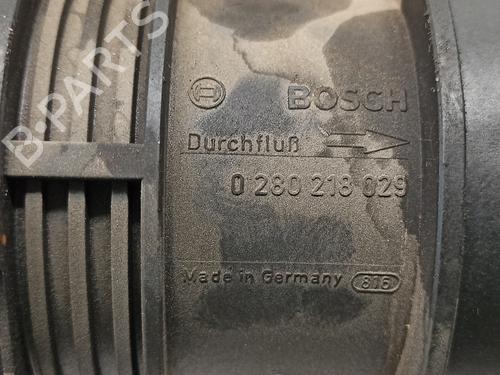 BOSCH
Durchfluß
0 280 218 029
Made in Germany 816
B-PARTS